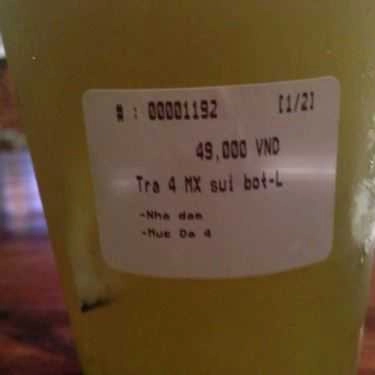 # : 00001192 [1/2]
49,000 VND
Tra 4 MX sui bot-L
-Nha dam
-Muc Da 4